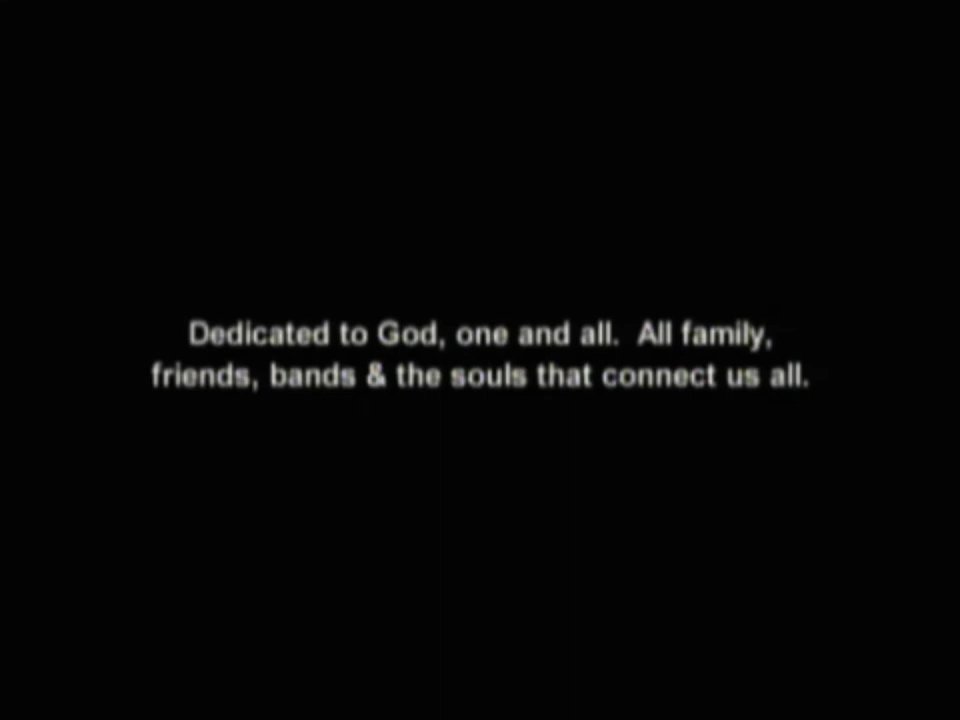 Dedicated to God, one and all.  All family,
friends, bands & the souls that connect us all.